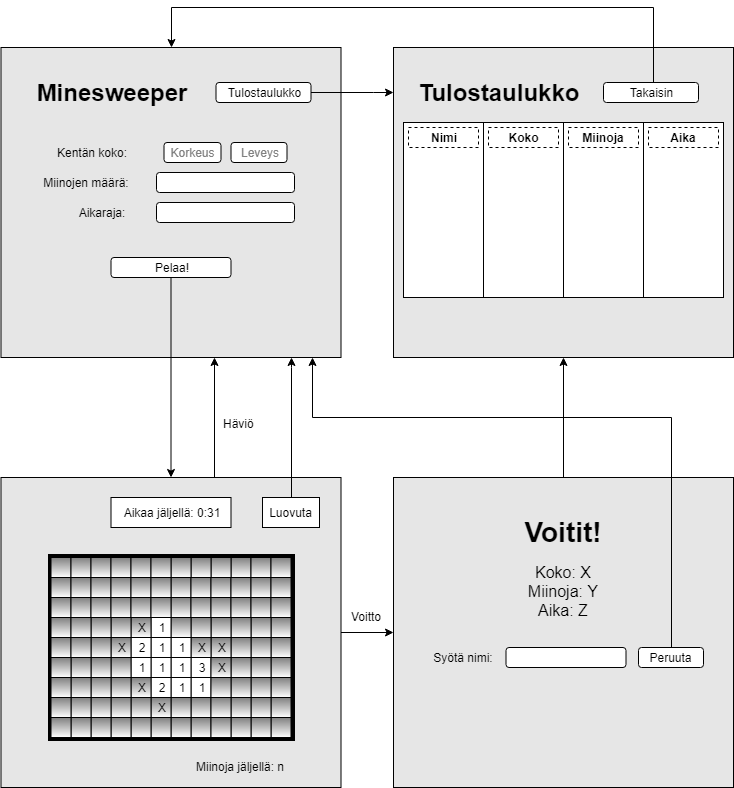 Minesweeper
Tulostaulukko
Kentän koko:
Korkeus
Leveys
Miinojen määrä:
Aikaraja:
Pelaa!
Tulostaulukko
Takaisin
Nimi
Koko
Miinoja
Aika
Häviö
Aikaa jäljellä: 0:31
Luovuta
X 1
X 2 1 1 X X
1 1 1 3 X
X 2 1 1
X
Miinoja jäljellä: n
Voitto
Voitit!
Koko: X
Miinoja: Y
Aika: Z
Syötä nimi:
Peruuta